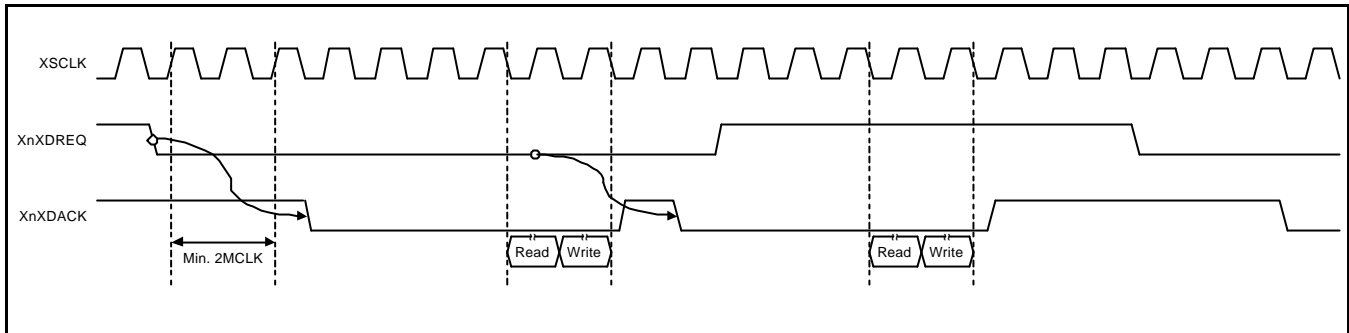 XSCLK
XnXDREQ
XnXDACK
Read Write Read Write
Min. 2MCLK